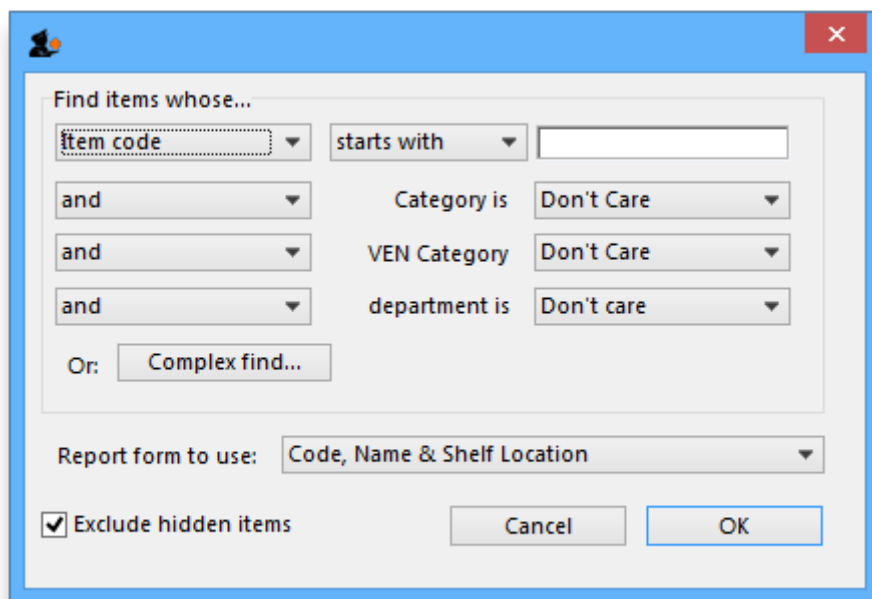 Find items whose...
Item code starts with
and Category is Don't Care
and VEN Category Don't Care
and department is Don't care
Or: Complex find...
Report form to use: Code, Name & Shelf Location
Exclude hidden items Cancel OK